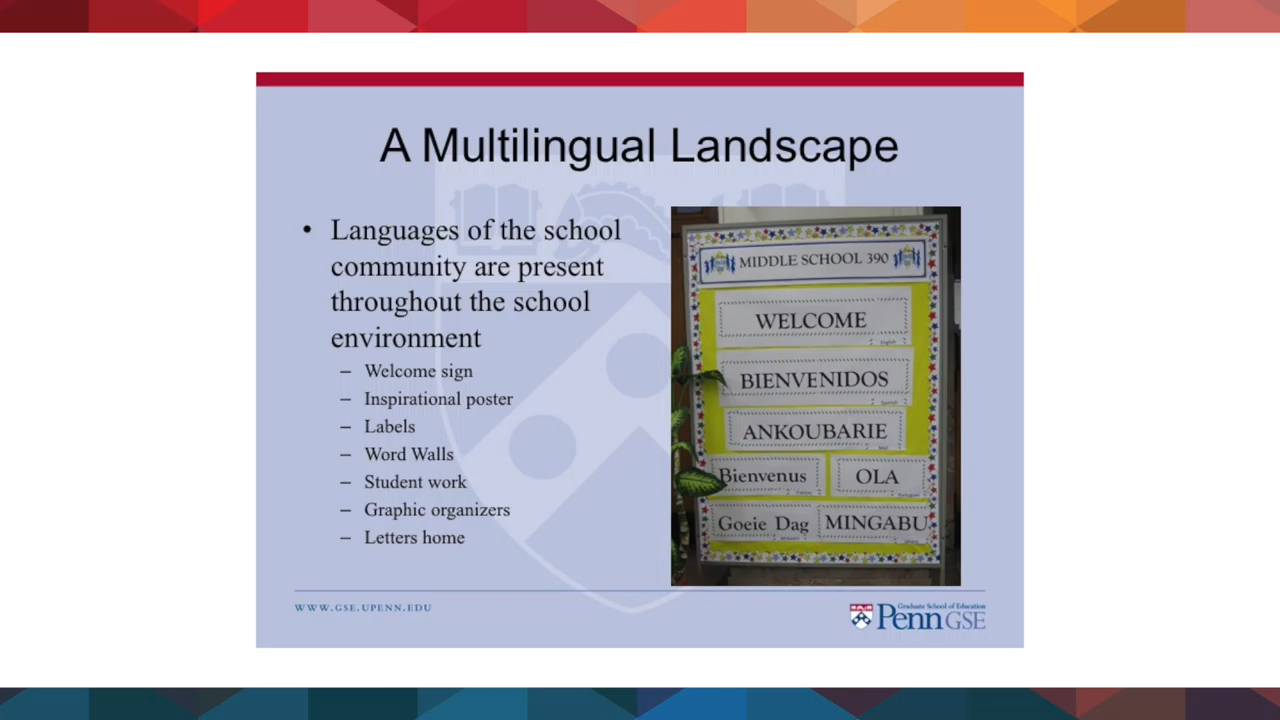 A Multilingual Landscape
• Languages of the school
community are present
throughout the school
environment
– Welcome sign
– Inspirational poster
– Labels
– Word Walls
– Student work
– Graphic organizers
– Letters home
MIDDLE SCHOOL 390
WELCOME
English
BIENVENIDOS
Spanish
ANKOUBARIE
Bienvenus
OLA
Goeie Dag
MINGABU
WWW.GSE.UPENN.EDU
Graduate School of Education
Penn GSE